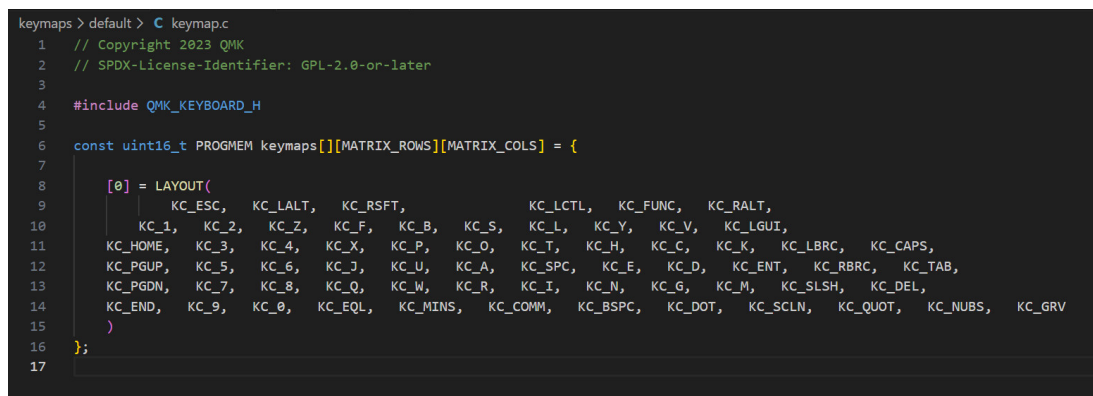 keymaps > default > C keymap.c
1 // Copyright 2023 QMK
2 // SPDX-License-Identifier: GPL-2.0-or-later
3
4 #include QMK_KEYBOARD_H
5
6 const uint16_t PROGMEM keymaps[][MATRIX_ROWS][MATRIX_COLS] = {
7
8 [0] = LAYOUT(
9 KC_ESC, KC_LALT, KC_RSFT, KC_LCTL, KC_FUNC, KC_RALT,
10 KC_1, KC_2, KC_Z, KC_F, KC_B, KC_S, KC_L, KC_Y, KC_V, KC_LGUI,
11 KC_HOME, KC_3, KC_4, KC_X, KC_P, KC_O, KC_T, KC_H, KC_C, KC_K, KC_LBRC, KC_CAPS,
12 KC_PGUP, KC_5, KC_6, KC_J, KC_U, KC_A, KC_SPC, KC_E, KC_D, KC_ENT, KC_RBRC, KC_TAB,
13 KC_PGDN, KC_7, KC_8, KC_Q, KC_W, KC_R, KC_I, KC_N, KC_G, KC_M, KC_SLSH, KC_DEL,
14 KC_END, KC_9, KC_0, KC_EQL, KC_MINS, KC_COMM, KC_BSPC, KC_DOT, KC_SCLN, KC_QUOT, KC_NUBS, KC_GRV
15 )
16 };
17